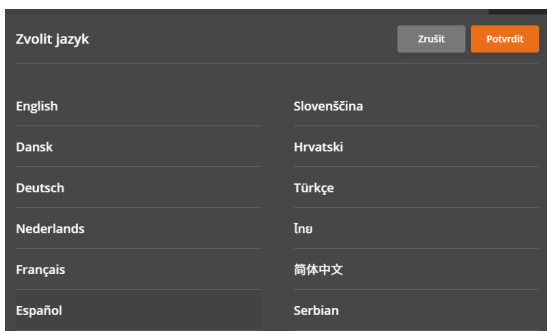 Zvolit jazyk
Zrušit
Potvrdit
English
Slovenščina
Dansk
Hrvatski
Deutsch
Türkçe
Nederlands
ไทย
Français
简体中文
Español
Serbian